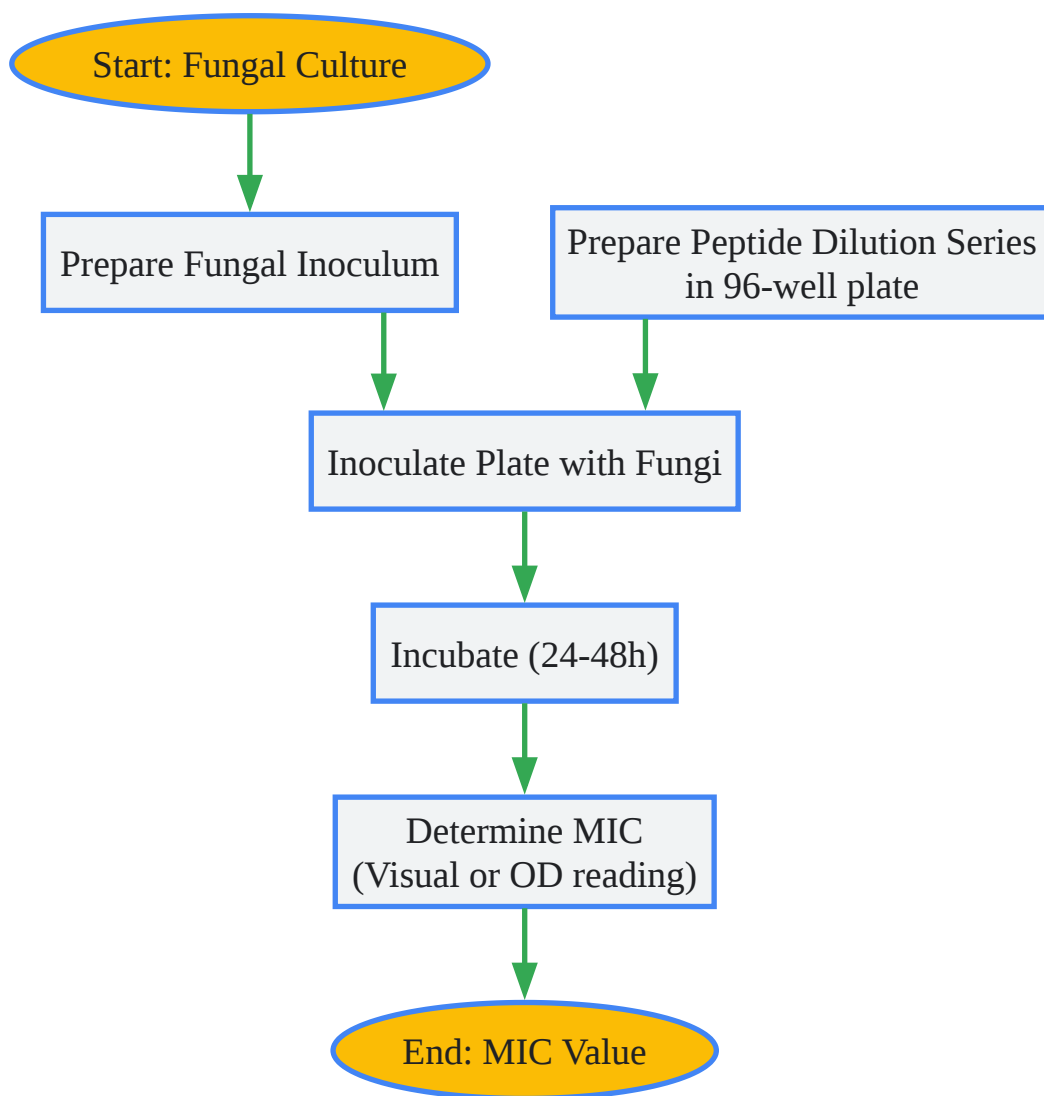 Start: Fungal Culture
Prepare Fungal Inoculum
Prepare Peptide Dilution Series
in 96-well plate
Inoculate Plate with Fungi
Incubate (24-48h)
Determine MIC
(Visual or OD reading)
End: MIC Value